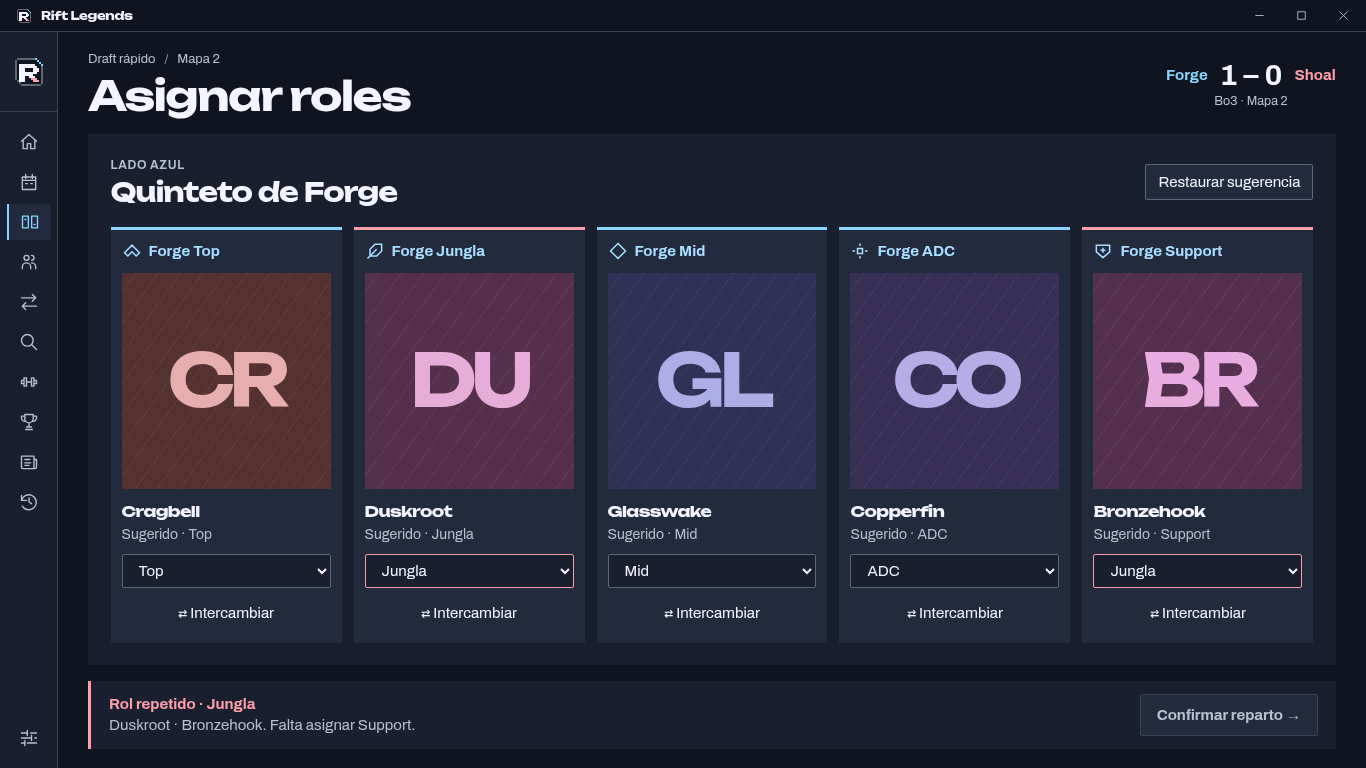 Rift Legends
Draft rápido / Mapa 2
Asignar roles
Forge 1 – 0 Shoal
Bo3 · Mapa 2
LADO AZUL
Quinteto de Forge
Restaurar sugerencia
Forge Top
CR
Cragbell
Sugerido · Top
Top
⇄ Intercambiar
Forge Jungla
DU
Duskroot
Sugerido · Jungla
Jungla
⇄ Intercambiar
Forge Mid
GL
Glasswake
Sugerido · Mid
Mid
⇄ Intercambiar
Forge ADC
CO
Copperfin
Sugerido · ADC
ADC
⇄ Intercambiar
Forge Support
BR
Bronzehook
Sugerido · Support
Jungla
⇄ Intercambiar
Rol repetido · Jungla
Duskroot · Bronzehook. Falta asignar Support.
Confirmar reparto →